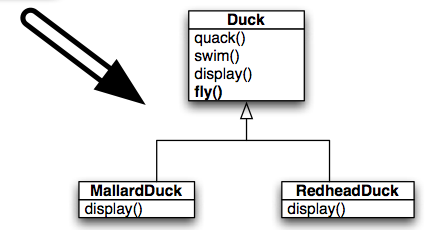 Duck
quack()
swim()
display()
fly()
MallardDuck
display()
RedheadDuck
display()